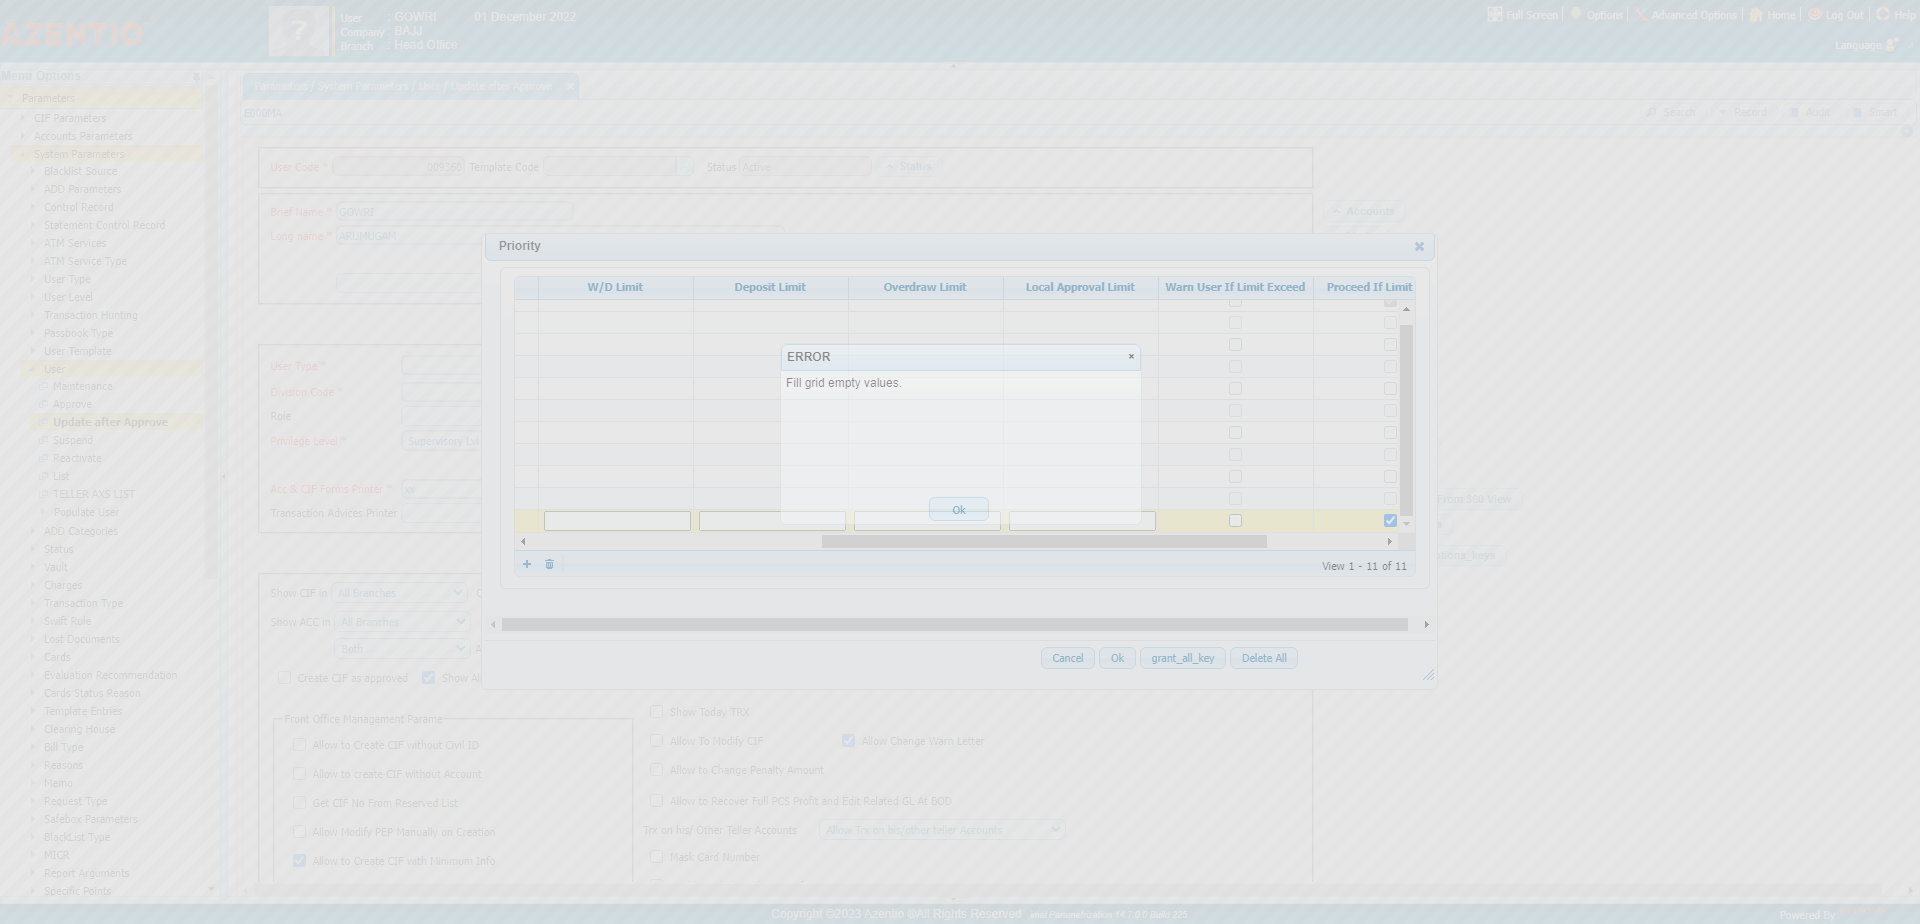 AZENTIO
User : GOWRI 01 December 2022
Company : BAJJ
Branch : Head Office
Full Screen Options Advanced Options Home Log Out Help
Language
Menu Options
Parameters
CIF Parameters
Accounts Parameters
System Parameters
Blacklist Source
ADD Parameters
Control Record
Statement Control Record
ATM Services
ATM Service Type
User Type
User Level
Transaction Hunting
Passbook Type
User Template
User
Maintenance
Approve
Update after Approve
Suspend
Reactivate
List
TELLER AXS LIST
Populate User
ADD Categories
Status
Vault
Charges
Transaction Type
Swift Rule
Lost Documents
Cards
Evaluation Recommendation
Cards Status Reason
Template Entries
Clearing House
Bill Type
Reasons
Memo
Request Type
Safebox Parameters
BlackList Type
MICR
Report Arguments
Specific Points
Parameters / System Parameters / User / Update after Approve
E000MA
Search Record Audit Smart
User Code * 009360 Template Code Status Active Status
Brief Name * GOWRI
Accounts
Long name * ARUMUGAM
User Type *
Division Code *
Role
Privilege Level * Supervisory Lvl
Acc & CIF Forms Printer * xx
Transaction Advices Printer
From 360 View
Show CIF in All Branches
Show ACC in All Branches
Both
Create CIF as approved Show All
Front Office Management Parame
Allow to Create CIF without Civil ID
Allow to create CIF without Account
Get CIF No From Reserved List
Allow Modify PEP Manually on Creation
Allow to Create CIF with Minimum Info
Show Today TRX
Allow To Modify CIF Allow Change Warn Letter
Allow to Change Penalty Amount
Allow to Recover Full PCS Profit and Edit Related GL At BOD
Trx on his/ Other Teller Accounts Allow Trx on his/other teller Accounts
Mask Card Number
Priority
W/D Limit Deposit Limit Overdraw Limit Local Approval Limit Warn User If Limit Exceed Proceed If Limit
ERROR
Fill grid empty values.
Ok
View 1 - 11 of 11
Cancel Ok grant_all_key Delete All
Copyright ©2023 Azentio @All Rights Reserved
Powered By